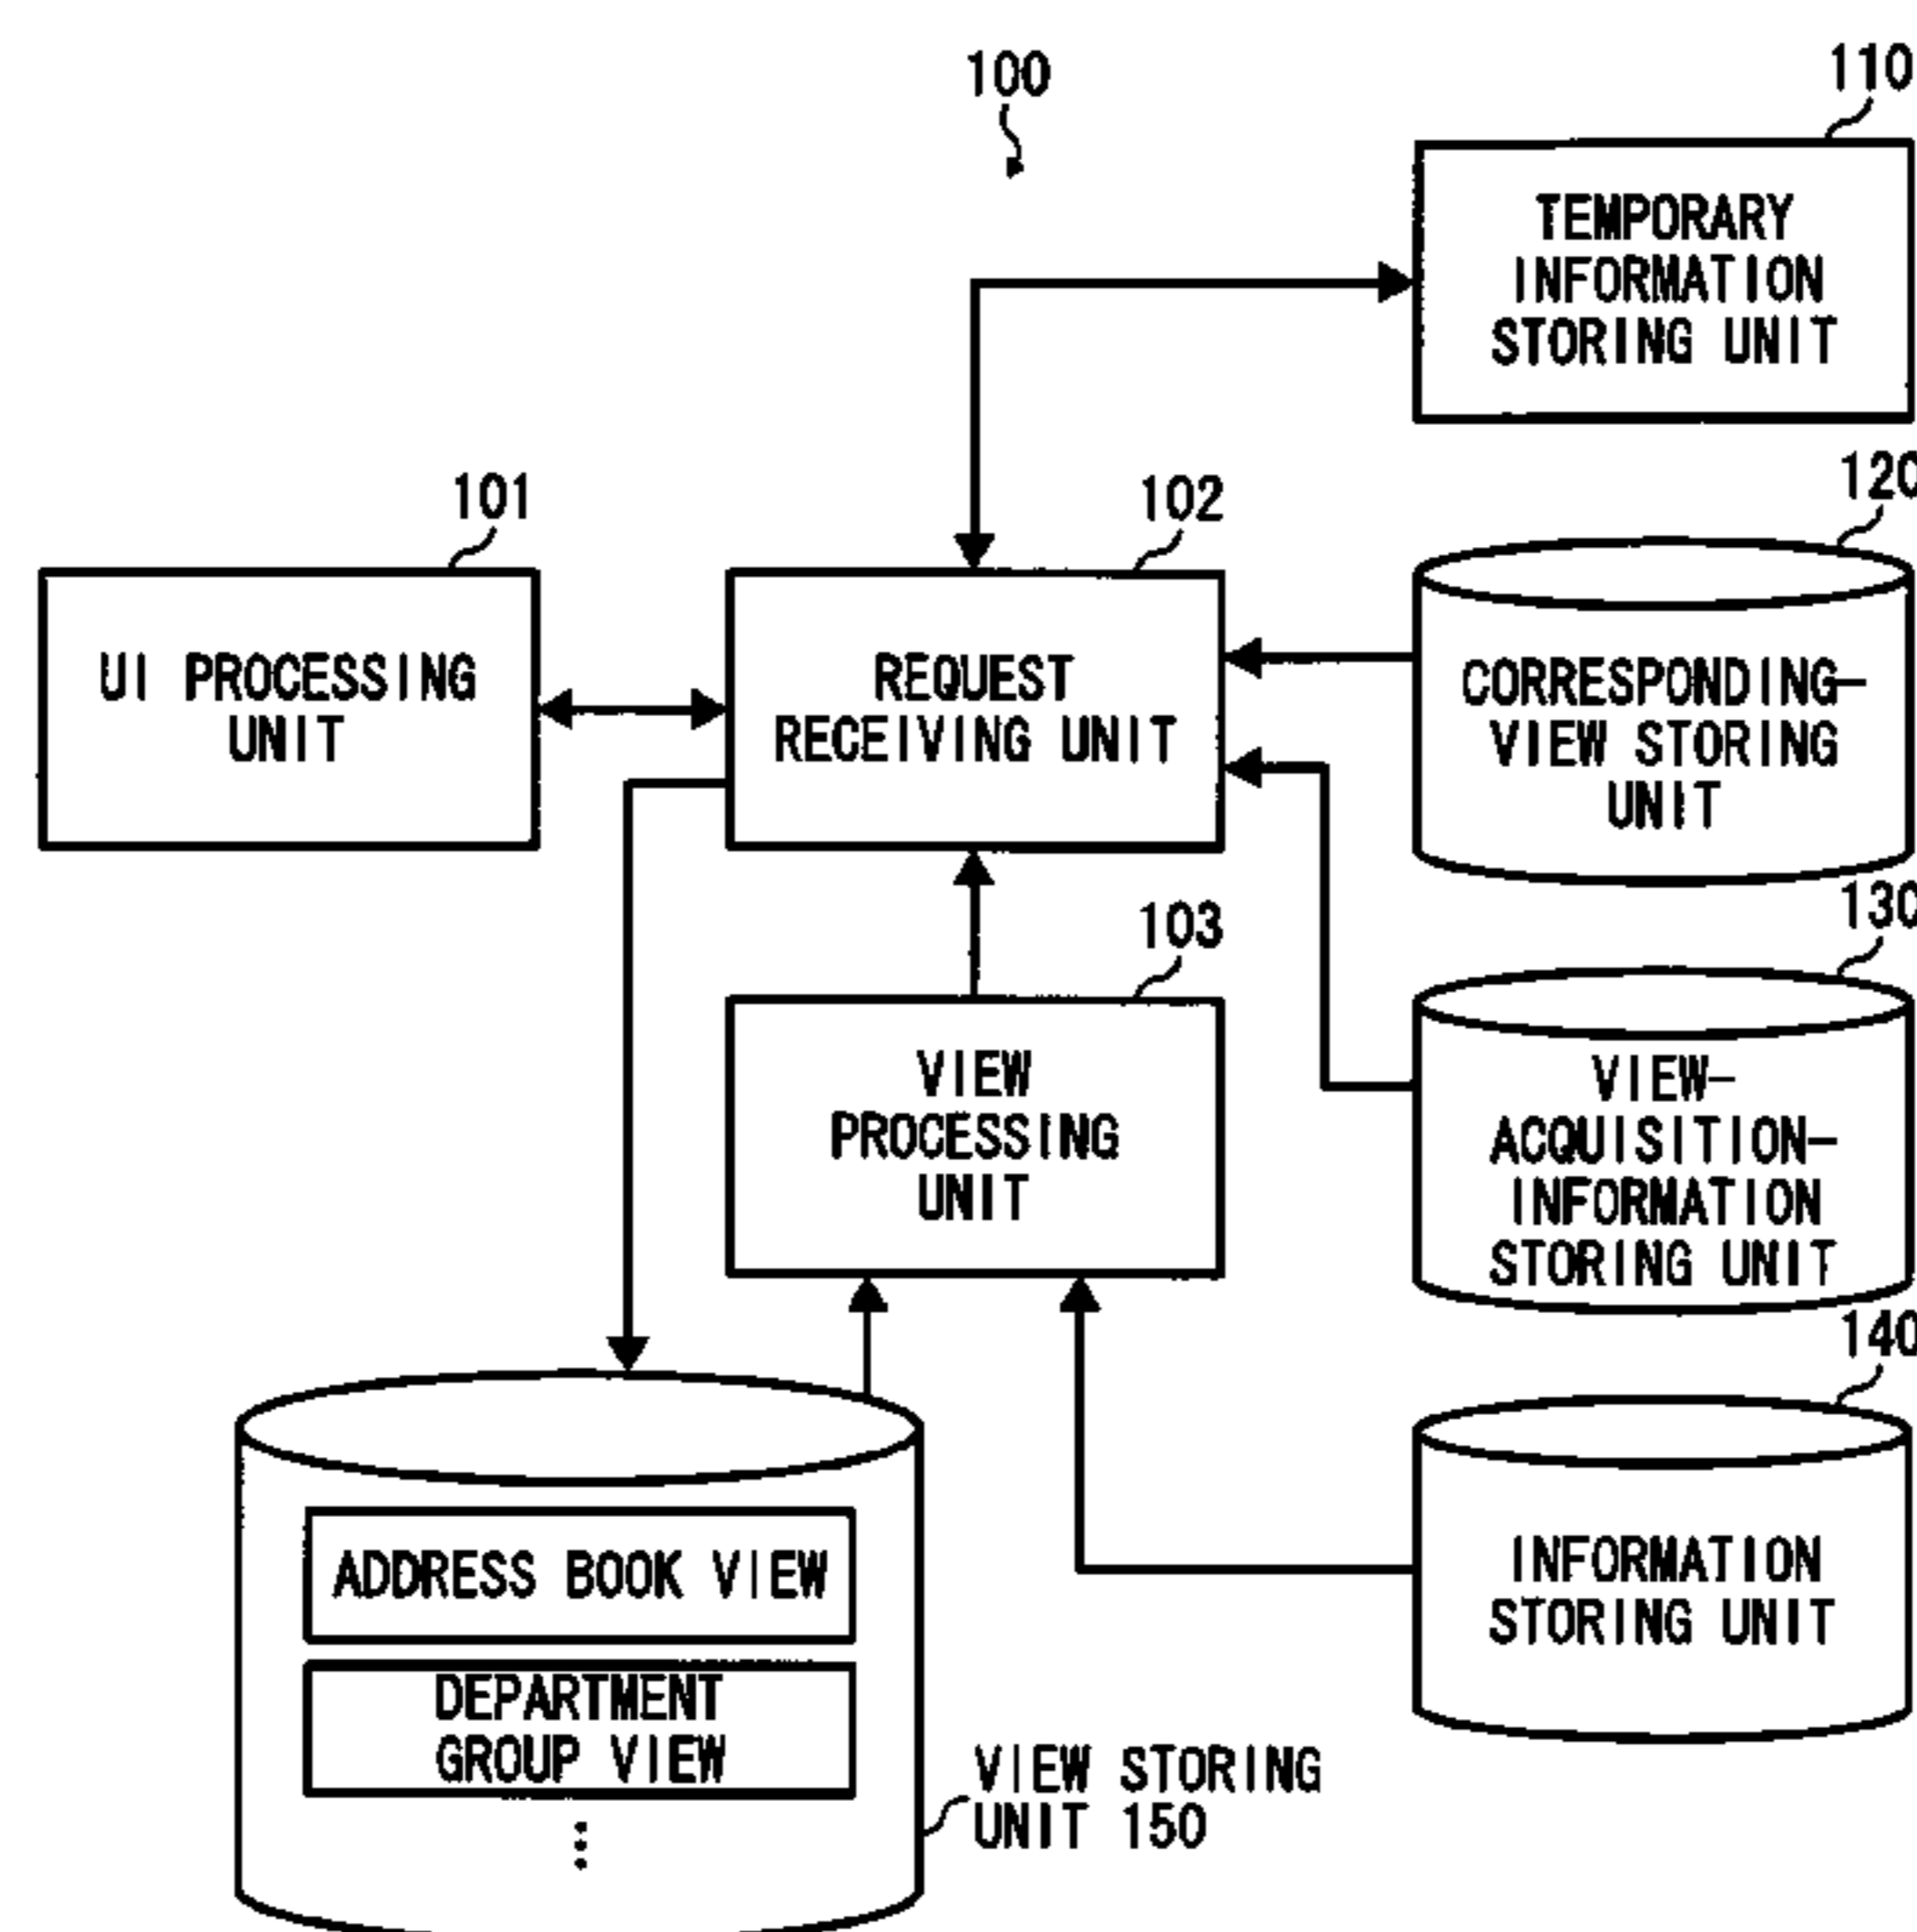 100
110
TEMPORARY
INFORMATION
STORING UNIT
101
102
120
UI PROCESSING
UNIT
REQUEST
RECEIVING UNIT
CORRESPONDING-
VIEW STORING
UNIT
103
130
VIEW
PROCESSING
UNIT
VIEW-
ACQUISITION-
INFORMATION
STORING UNIT
140
INFORMATION
STORING UNIT
ADDRESS BOOK VIEW
DEPARTMENT
GROUP VIEW
VIEW STORING
UNIT 150